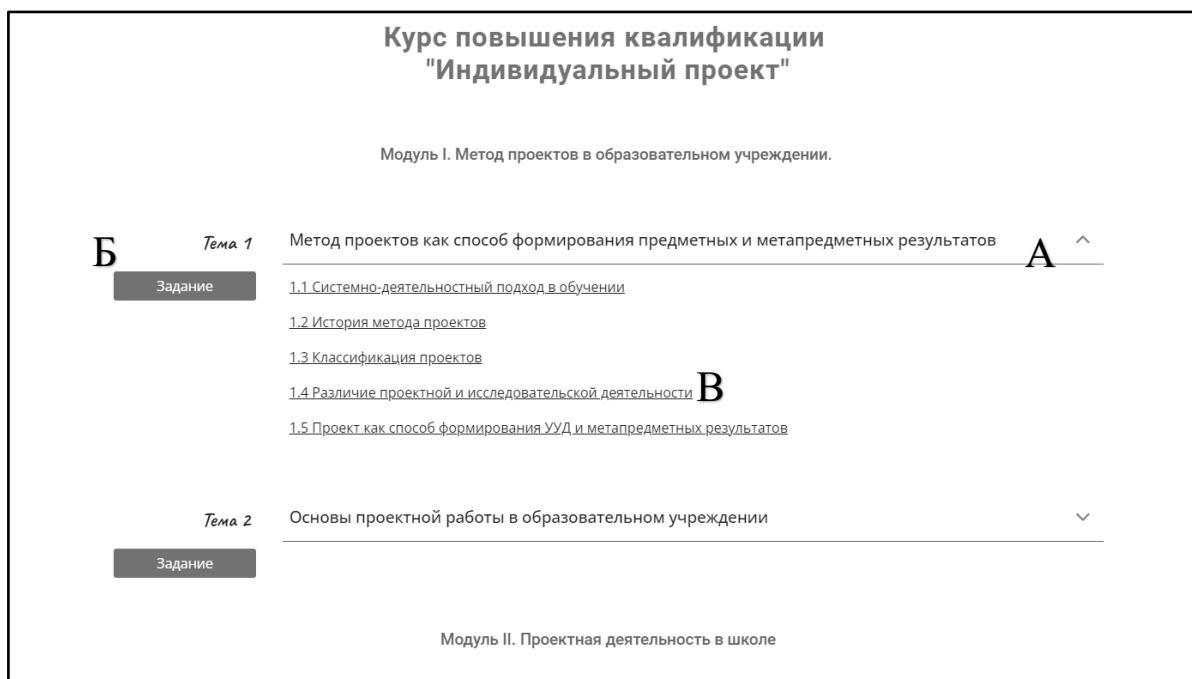 Курс повышения квалификации
"Индивидуальный проект"
Модуль I. Метод проектов в образовательном учреждении.
Тема 1
Метод проектов как способ формирования предметных и метапредметных результатов
А
Б
Задание
1.1 Системно-деятельностный подход в обучении
1.2 История метода проектов
1.3 Классификация проектов
1.4 Различие проектной и исследовательской деятельности
В
1.5 Проект как способ формирования УУД и метапредметных результатов
Тема 2
Основы проектной работы в образовательном учреждении
Задание
Модуль II. Проектная деятельность в школе